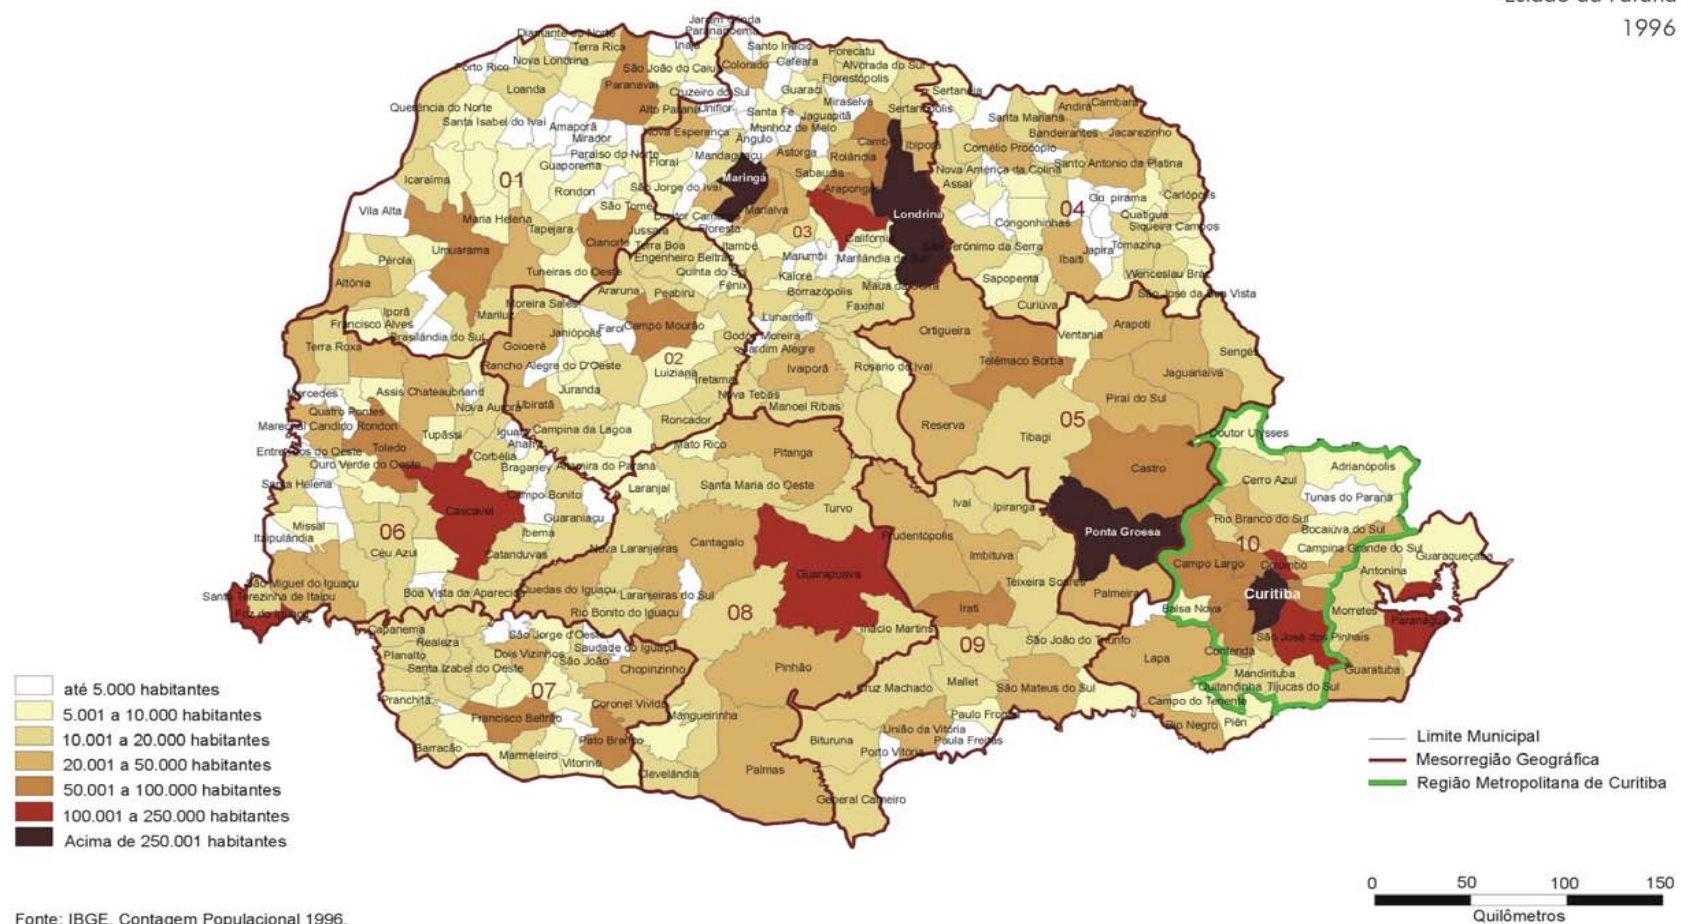 1996
Jardim Olinda
Paranapoema
Diamante do Norte
Terra Rica
Inajá
Santo Inácio
Porecatu
Nova Londrina
Porto Rico
São João do Caiuá
Colorado
Cafeara
Alvorada do Sul
Florestópolis
Loanda
Paranavaí
Cruzeiro do Sul
Guaraci
Miraselva
Sertaneja
Querência do Norte
Alto Paraná
Uniflor
Santa Fé
Jaguapitã
Sertanópolis
Andirá
Cambará
Santa Isabel do Ivaí
Amaporã
Mirador
Nova Esperança
Munhoz de Melo
Ângulo
Santa Mariana
Bandeirantes
Jacarezinho
Paraíso do Norte
Guaporema
Floraí
Mandaguaçu
Astorga
Rolândia
Cambé
Ibiporã
Cornélio Procópio
Santo Antonio da Platina
Icaraíma
01
Rondon
São Jorge do Ivaí
Maringá
Sabaudia
Arapongas
Nova América da Colina
Assaí
Carlópolis
Vila Alta
Maria Helena
São Tomé
Doutor Camargo
Marialva
Londrina
04
Quatiguá
Congonhinhas
Siqueira Campos
Umuarama
Tapejara
Cianorte
Jussara
Terra Boa
Floresta
Itambé
03
Califórnia
São Jerônimo da Serra
Japira
Tomazina
Pérola
Engenheiro Beltrão
Marumbi
Marilândia do Sul
Ibaiti
Altônia
Tuneiras do Oeste
Quinta do Sol
Kaloré
Sapopema
Wenceslau Bráz
Araruna
Peabiru
Fênix
Borrazópolis
Mauá da Serra
São José da Boa Vista
Iporã
Mariluz
Moreira Sales
Faxinal
Curiúva
Francisco Alves
Brasilândia do Sul
Janiópolis
Farol
Campo Mourão
Lunardelli
Godoy Moreira
Ortigueira
Ventania
Arapoti
Terra Roxa
Goioerê
Jardim Alegre
Sengés
Rancho Alegre do D'Oeste
02
Luiziana
Iretama
Ivaiporã
Rosario do Ivaí
Telêmaco Borba
Jaguariaíva
Mercedes
Assis Chateaubriand
Juranda
Nova Tebas
Piraí do Sul
Quatro Pontes
Nova Aurora
Ubiratã
Manoel Ribas
Marechal Candido Rondon
Tupãssi
Iguatu
Campina da Lagoa
Roncador
Reserva
Tibagi
05
Toledo
Anahy
Mato Rico
Doutor Ulysses
Entre Rios do Oeste
Corbélia
Pitanga
Ouro Verde do Oeste
Braganey
Altamira do Paraná
Castro
Adrianópolis
Santa Helena
Campo Bonito
Laranjal
Santa Maria do Oeste
Cerro Azul
Tunas do Paraná
Cascavel
Guaraniaçu
Turvo
Ivaí
Ipiranga
Missal
06
Ibema
Ponta Grossa
Rio Branco do Sul
Bocaiúva do Sul
Itaipulândia
Céu Azul
Catanduvas
Nova Laranjeiras
Cantagalo
Prudentópolis
10
Campina Grande do Sul
Guaraqueçaba
Imbituva
Campo Largo
Colombo
Antonina
São Miguel do Iguaçu
Guarapuava
Teixeira Soares
Santa Terezinha de Itaipu
Boa Vista da Aparecida
Quedas do Iguaçu
Laranjeiras do Sul
Palmeira
Curitiba
Foz do Iguaçu
Rio Bonito do Iguaçu
08
Irati
Balsa Nova
Morretes
Paranaguá
Capanema
Realeza
São Jorge d'Oeste
Saudade do Iguaçu
Inácio Martins
São João do Triunfo
São José dos Pinhais
Planalto
Dois Vizinhos
São João
09
Contenda
Santa Izabel do Oeste
Chopinzinho
Pinhão
Lapa
Mandirituba
Guaratuba
07
Cruz Machado
Mallet
São Mateus do Sul
Quitandinha
Tijucas do Sul
Pranchita
Coronel Vivida
Campo do Tenente
Francisco Beltrão
Mangueirinha
Paulo Frontin
Rio Negro
Piên
Pato Branco
União da Vitória
Paula Freitas
Barracão
Marmeleiro
Vitorino
Bituruna
Porto Vitória
Clevelândia
Palmas
General Carneiro
até 5.000 habitantes
5.001 a 10.000 habitantes
10.001 a 20.000 habitantes
20.001 a 50.000 habitantes
50.001 a 100.000 habitantes
100.001 a 250.000 habitantes
Acima de 250.001 habitantes
Limite Municipal
Mesorregião Geográfica
Região Metropolitana de Curitiba
0 50 100 150
Quilômetros
Fonte: IBGE, Contagem Populacional 1996.